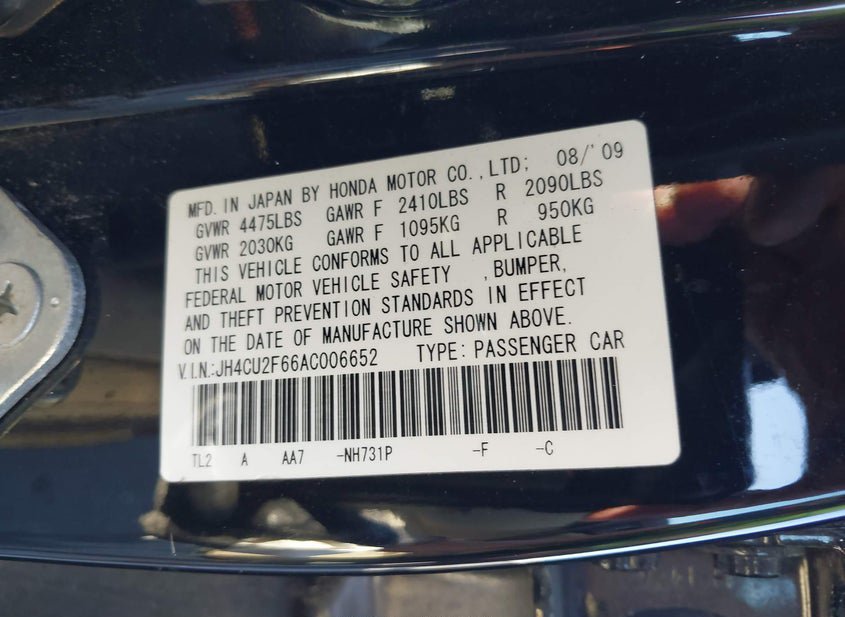 MFD. IN JAPAN BY HONDA MOTOR CO.,LTD; 08/'09
GVWR 4475LBS GAWR F 2410LBS R 2090LBS
GVWR 2030KG GAWR F 1095KG R 950KG
THIS VEHICLE CONFORMS TO ALL APPLICABLE
FEDERAL MOTOR VEHICLE SAFETY ,BUMPER,
AND THEFT PREVENTION STANDARDS IN EFFECT
ON THE DATE OF MANUFACTURE SHOWN ABOVE.
V.I.N.:JH4CU2F66AC006652 TYPE: PASSENGER CAR
TL2 A AA7 -NH731P -F -C